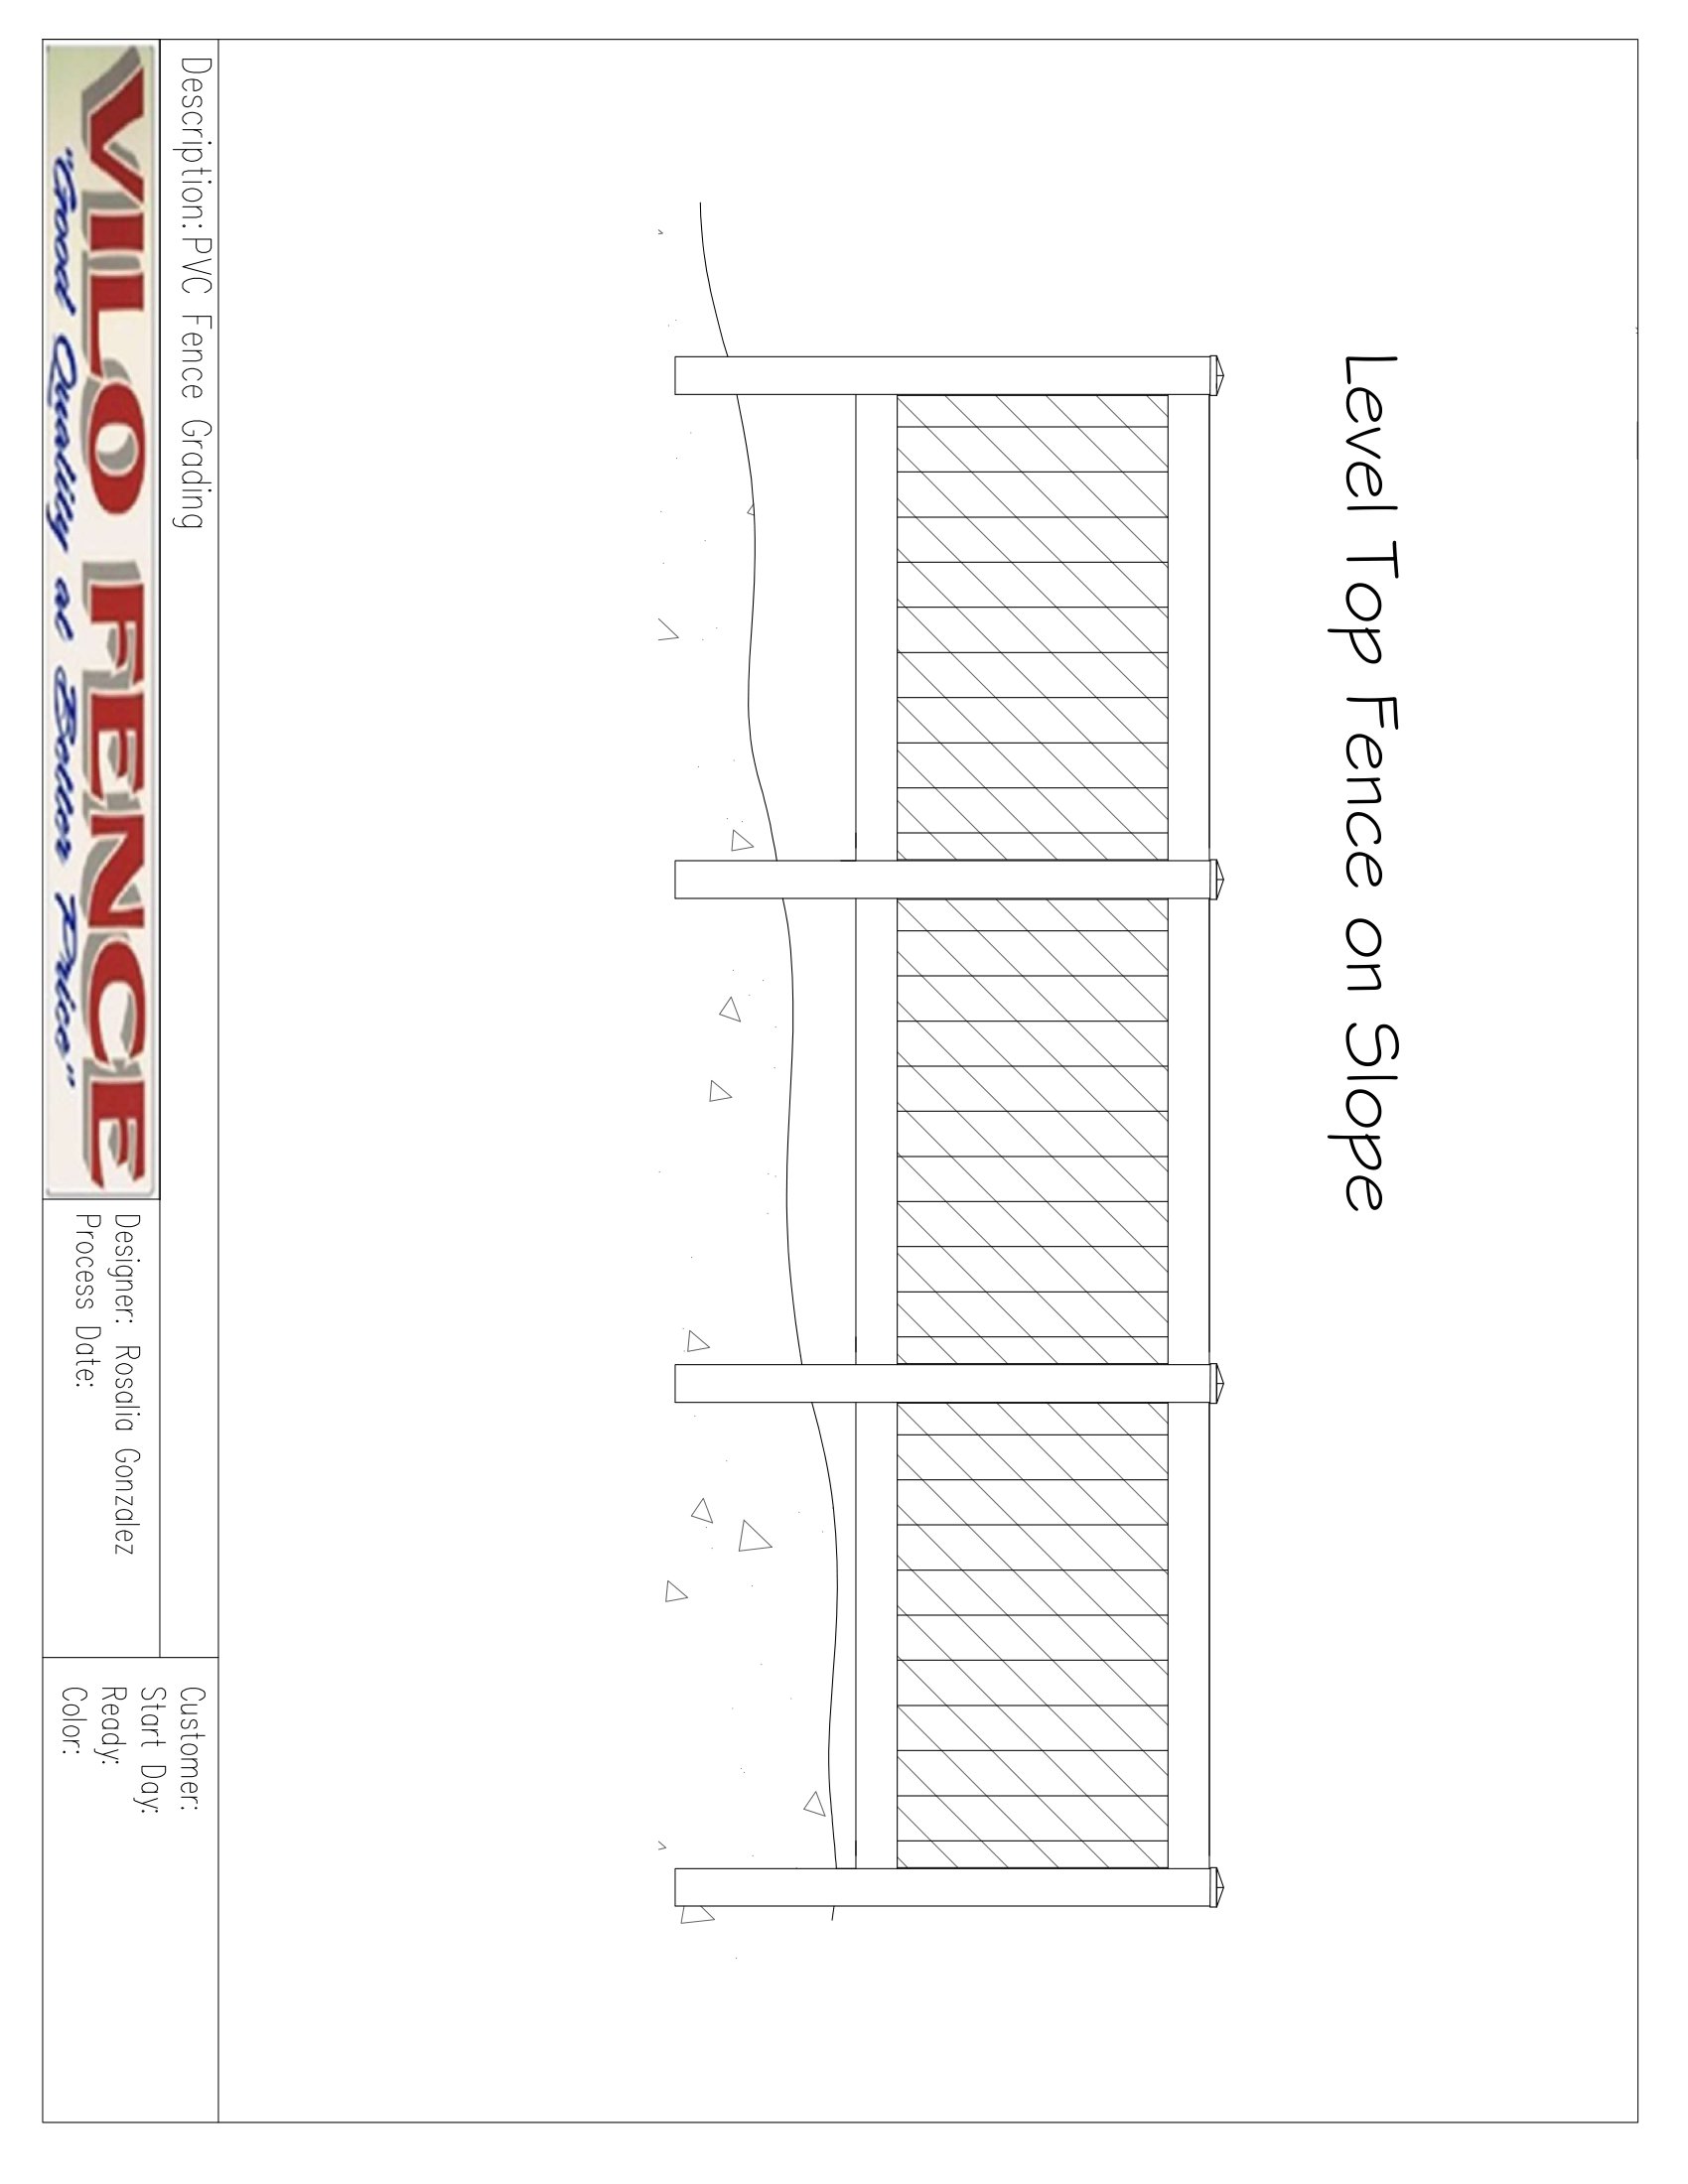 Level Top Fence on Slope
Description:PVC Fence Grading
VILO FENCE
"Good Quality at Better Price"
Designer: Rosalia Gonzalez
Process Date:
Customer:
Start Day:
Ready:
Color: